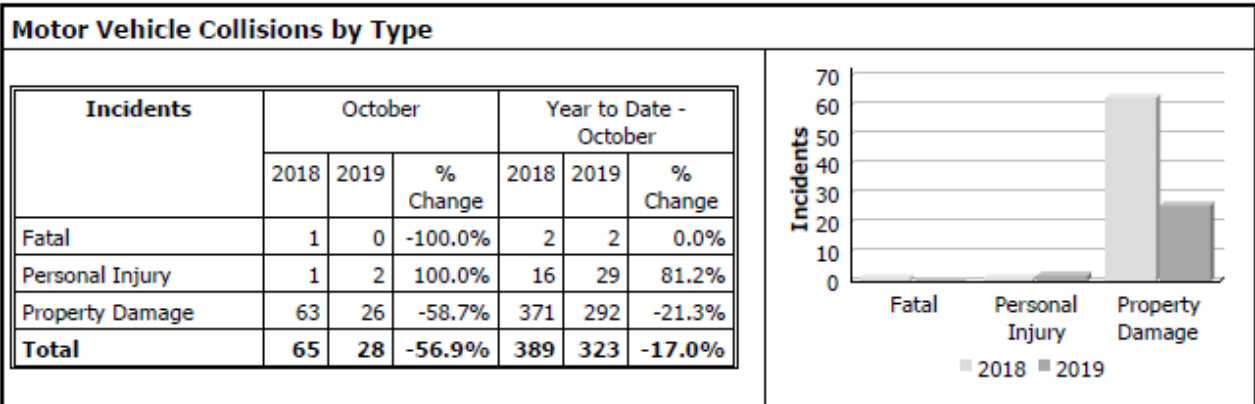 Motor Vehicle Collisions by Type
Incidents October Year to Date -
October
2018 2019 % 2018 2019 %
Change Change
Fatal 1 0 -100.0% 2 2 0.0%
Personal Injury 1 2 100.0% 16 29 81.2%
Property Damage 63 26 -58.7% 371 292 -21.3%
Total 65 28 -56.9% 389 323 -17.0%
Incidents
70
60
50
40
30
20
10
0
Fatal Personal Property
Injury Damage
2018 2019